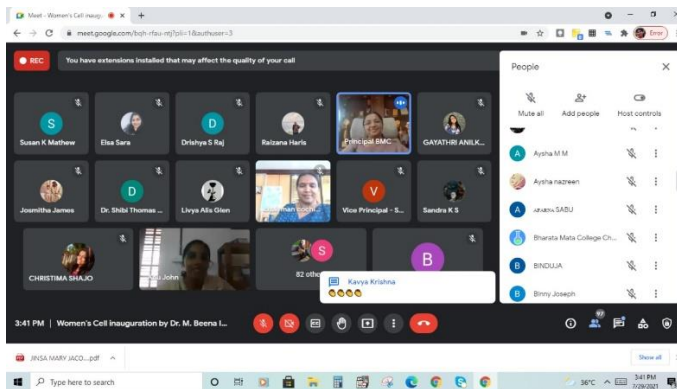 Meet - Women's Cell inaugu
meet.google.com/bqh-rfau-ntj?pli=1&authuser=3
Error
REC
You have extensions installed that may affect the quality of your call
People
Mute all
Add people
Host controls
S
Susan K Mathew
Elsa Sara
D
Drishya S Raj
Raizana Haris
Principal BMC
GAYATHRI ANILK...
Josmitha James
D
Dr. Shibi Thomas ...
Livya Alis Glen
V
Vice Principal - S...
Sandra K S
CHRISTIMA SHAJO
John
S
82 othe
B
A
Aysha M M
Aysha nazreen
A
SABU
Bharata Mata College Ch...
B
BINDUJA
B
Binny Joseph
Kavya Krishna
3:41 PM | Women's Cell inauguration by Dr. M. Beena I...
97
JINSA MARY JACO....pdf
Show all
Type here to search
36°C
3:41 PM
7/29/2021